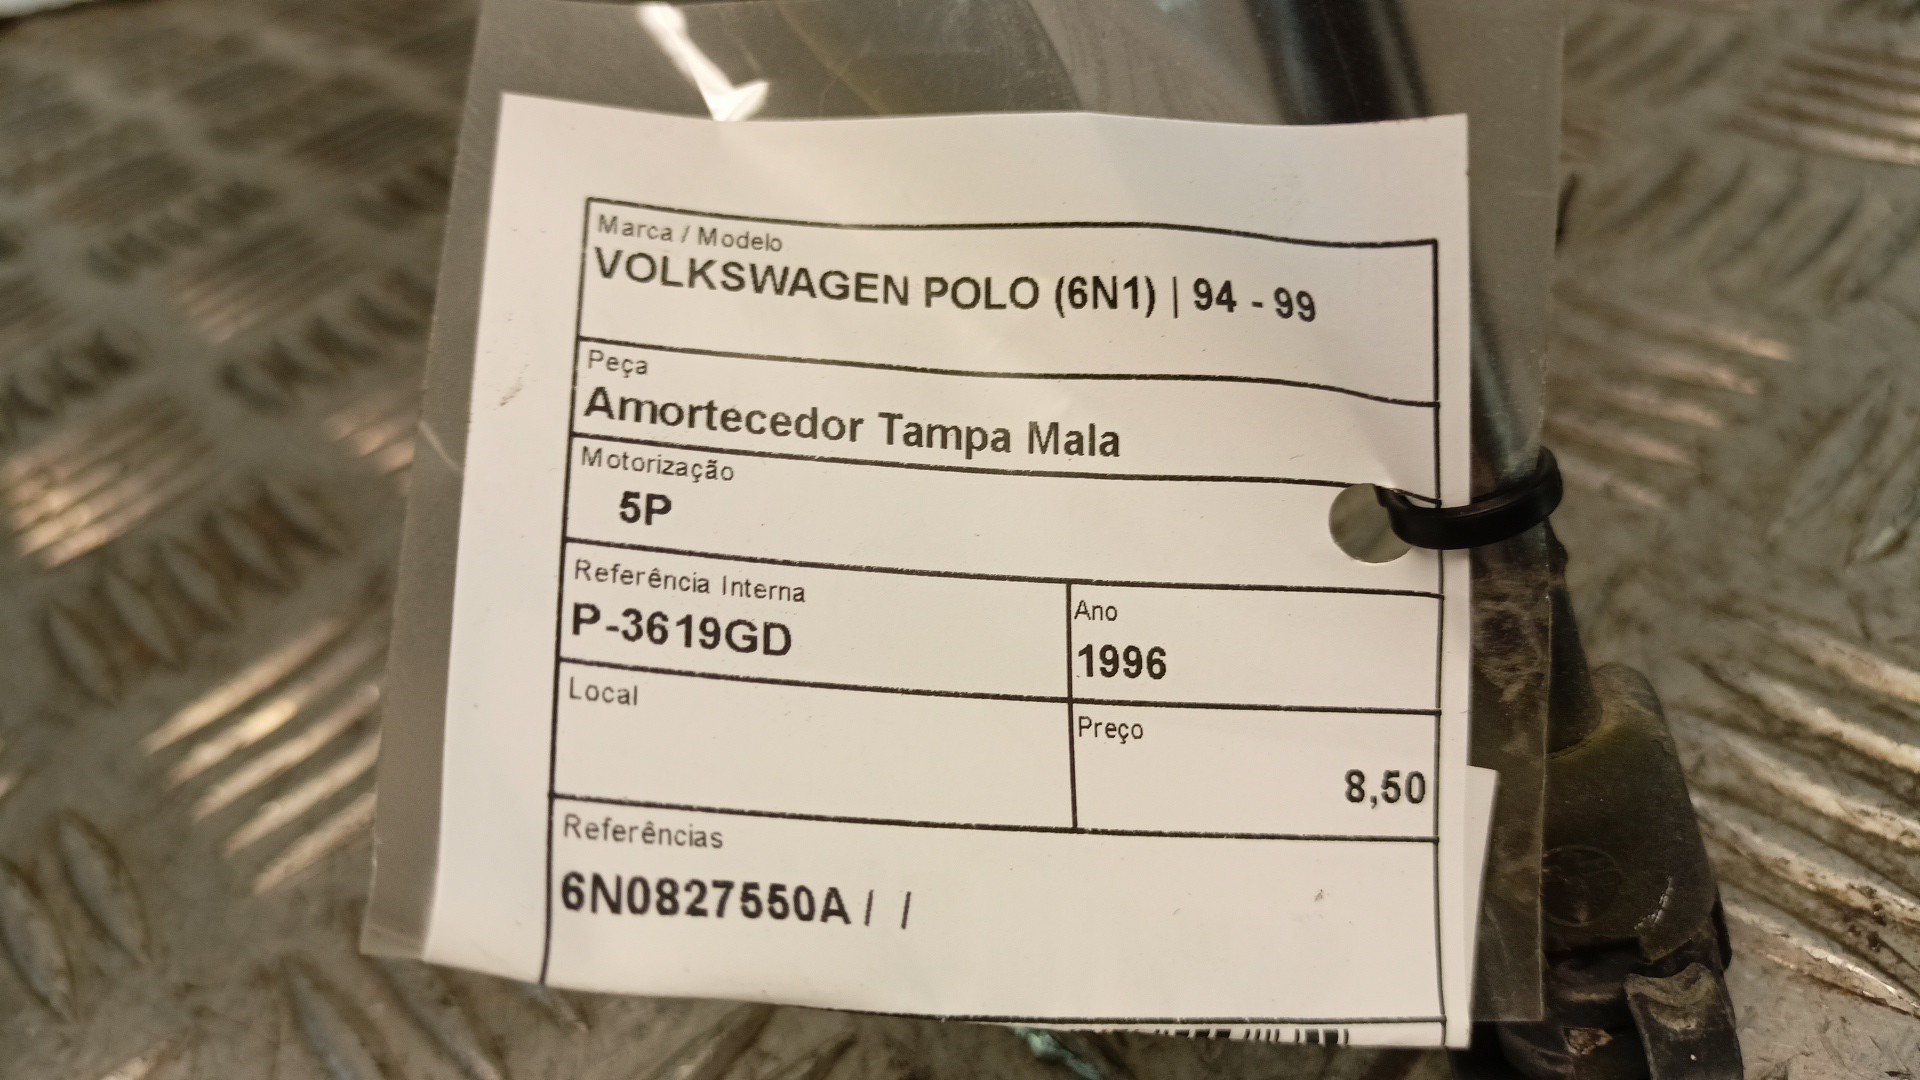 Marca / Modelo
VOLKSWAGEN POLO (6N1) | 94 - 99
Peça
Amortecedor Tampa Mala
Motorização
5P
Referência Interna
P-3619GD
Ano
1996
Local
Preço
8,50
Referências
6N0827550A / /